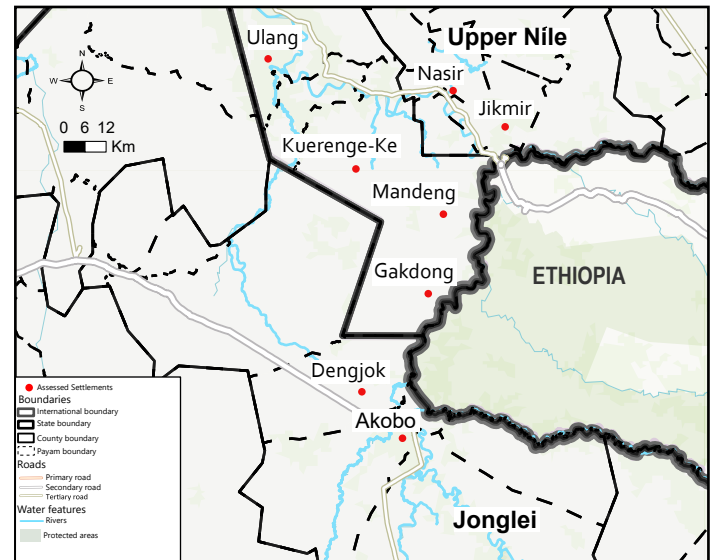 Ulang
Upper Nile
Nasir
Jikmir
N
W E
S
0 6 12
Km
Kuerenge-Ke
Mandeng
Gakdong
ETHIOPIA
Dengjok
Akobo
Jonglei
Assessed Settlements
Boundaries
International boundary
State boundary
County boundary
Payam boundary
Roads
Primary road
Secondary road
Tertiary road
Water features
Rivers
Protected areas